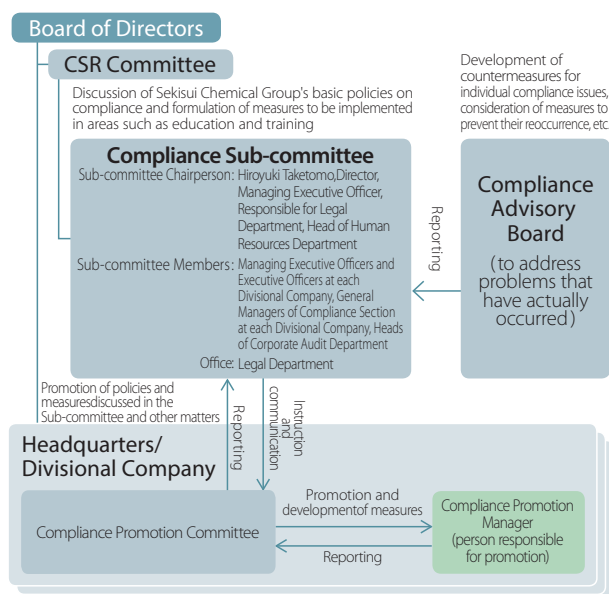 Board of Directors
CSR Committee
Discussion of Sekisui Chemical Group's basic policies on
compliance and formulation of measures to be implemented
in areas such as education and training
Compliance Sub-committee
Sub-committee Chairperson: Hiroyuki Taketomo,Director,
Managing Executive Officer,
Responsible for Legal
Department, Head of Human
Resources Department
Sub-committee Members: Managing Executive Officers and
Executive Officers at each
Divisional Company, General
Managers of Compliance Section
at each Divisional Company, Heads
of Corporate Audit Department
Office: Legal Department
Development of
countermeasures for
individual compliance issues,
consideration of measures to
prevent their reoccurrence, etc.
Compliance
Advisory
Board
(to address
problems that
have actually
occurred)
Reporting
Promotion of policies and
measuresdiscussed in the
Sub-committee and other matters
Reporting
Instruction
and
communication
Headquarters/
Divisional Company
Compliance Promotion Committee
Promotion and
developmentof measures
Reporting
Compliance Promotion
Manager
(person responsible
for promotion)